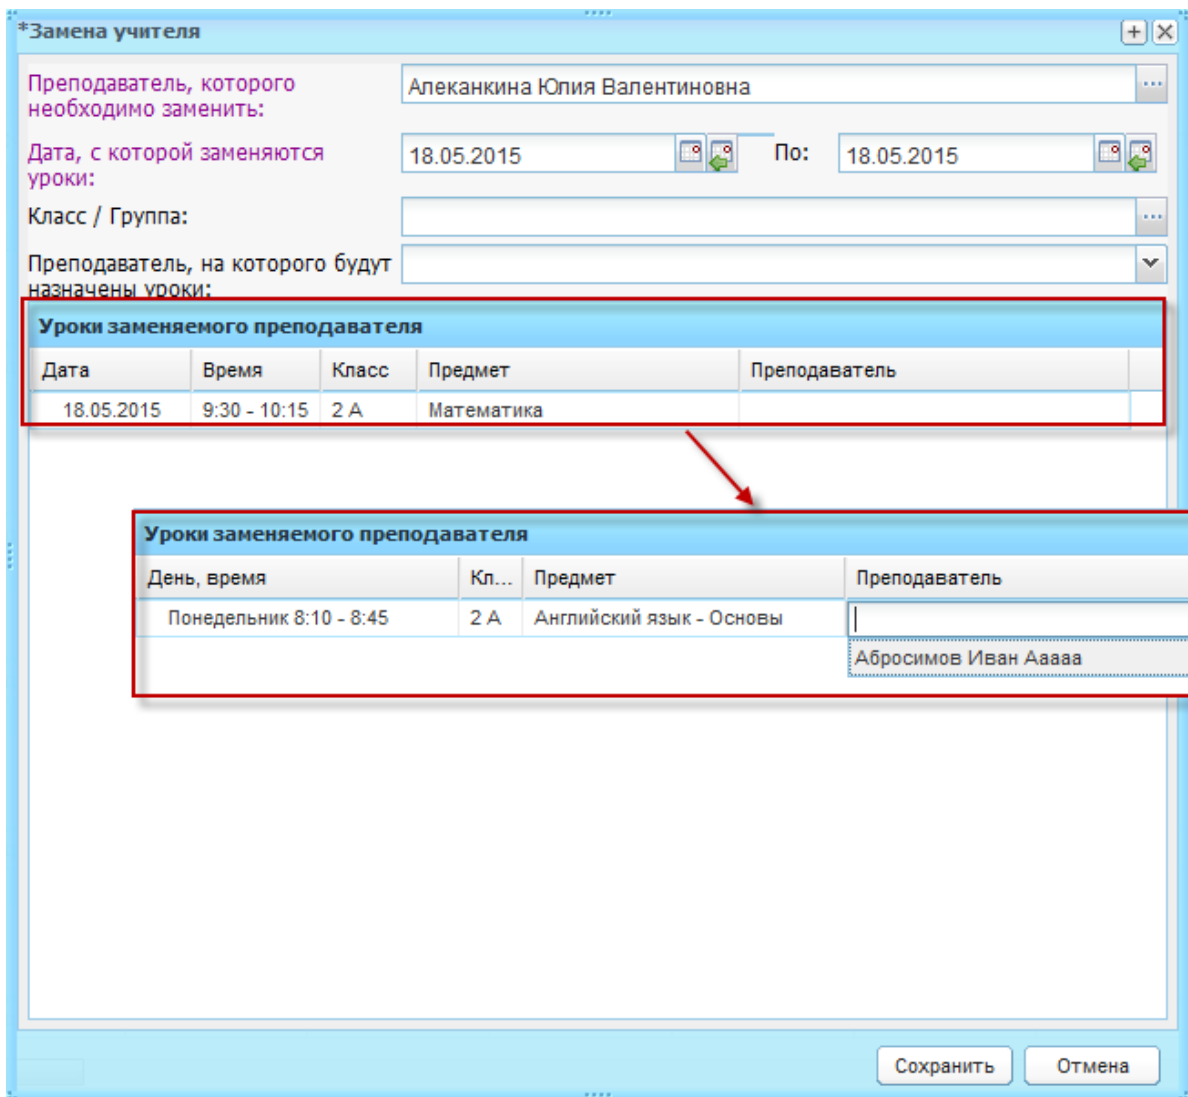 *Замена учителя
Преподаватель, которого
необходимо заменить:
Алеканкина Юлия Валентиновна
Дата, с которой заменяются
уроки:
18.05.2015 По: 18.05.2015
Класс / Группа:
Преподаватель, на которого будут
назначены уроки:
Уроки заменяемого преподавателя
Дата Время Класс Предмет Преподаватель
18.05.2015 9:30 - 10:15 2 А Математика
Уроки заменяемого преподавателя
День, время Кл... Предмет Преподаватель
Понедельник 8:10 - 8:45 2 А Английский язык - Основы
Абросимов Иван Ааааа
Сохранить Отмена